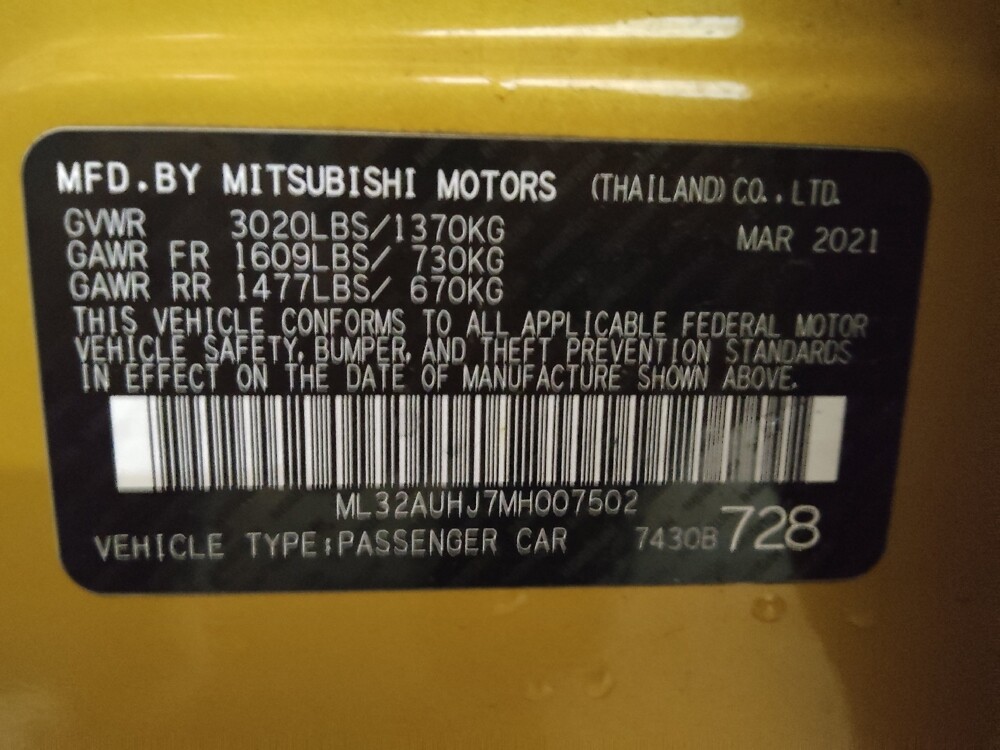 MFD.BY MITSUBISHI MOTORS (THAILAND) CO., LTD.
GVWR 3020LBS/1370KG MAR 2021
GAWR FR 1609LBS/ 730KG
GAWR RR 1477LBS/ 670KG
THIS VEHICLE CONFORMS TO ALL APPLICABLE FEDERAL MOTOR
VEHICLE SAFETY, BUMPER, AND THEFT PREVENTION STANDARDS
IN EFFECT ON THE DATE OF MANUFACTURE SHOWN ABOVE.
ML32AUHJ7MH007502
VEHICLE TYPE:PASSENGER CAR 7430B728